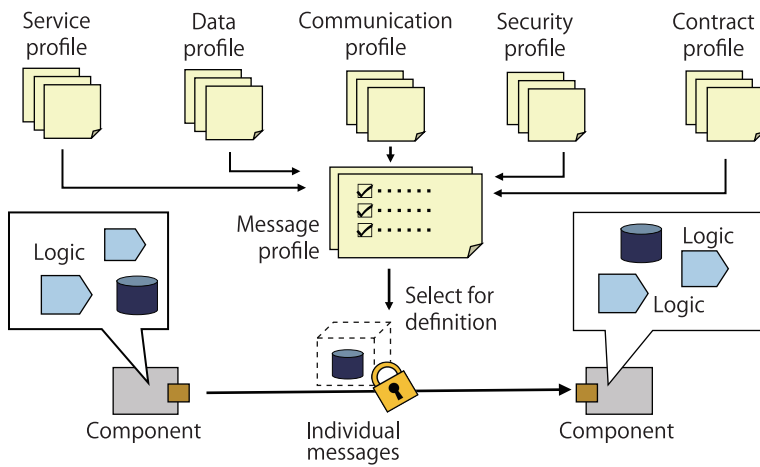 Service
profile
Data
profile
Communication
profile
Security
profile
Contract
profile
Message
profile
Logic
Logic
Logic
Select for
definition
Component
Individual
messages
Component